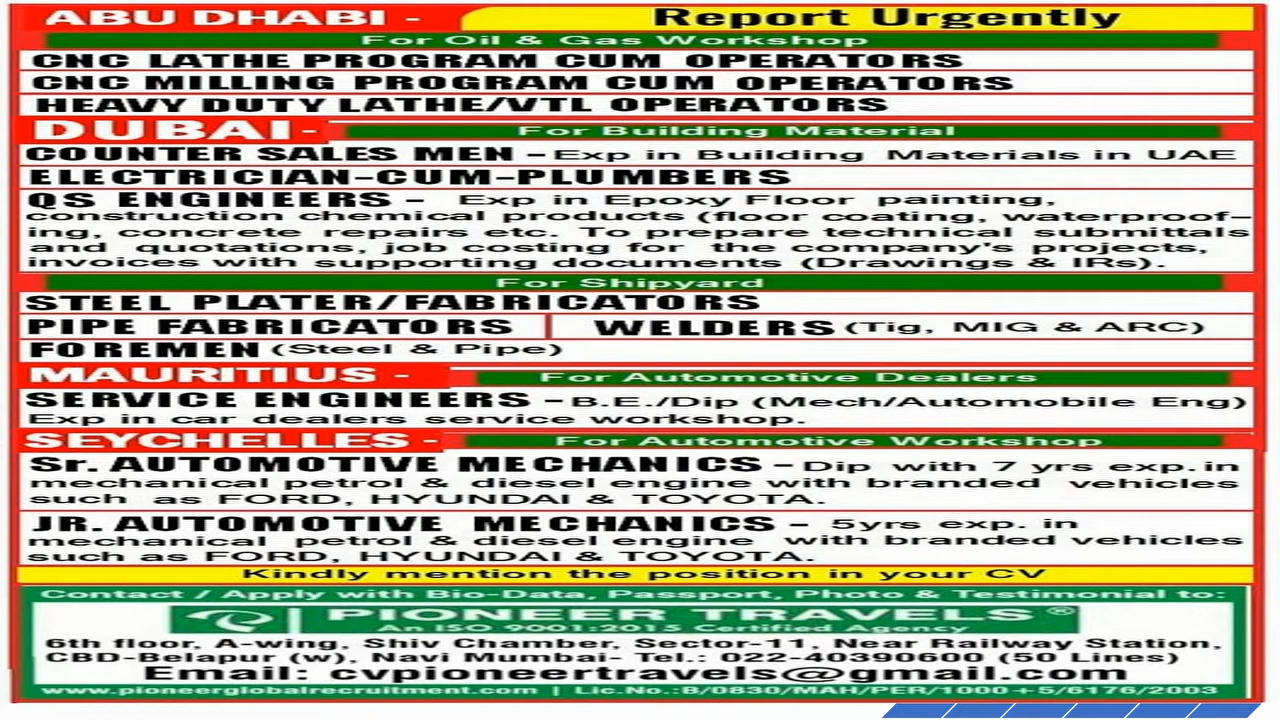 ABU DHABI -
Report Urgently
For Oil & Gas Workshop
CNC LATHE PROGRAM CUM OPERATORS
CNC MILLING PROGRAM CUM OPERATORS
HEAVY DUTY LATHE/VTL OPERATORS
DUBAI-
For Building Material
COUNTER SALES MEN - Exp in Building Materials in UAE
ELECTRICIAN-CUM-PLUMBERS
QS ENGINEERS - Exp in Epoxy Floor painting,
construction chemical products (floor coating, waterproof-
ing, concrete repairs etc. To prepare technical submittals
and quotations, job costing for the company's projects,
invoices with supporting documents (Drawings & IRs).
For Shipyard
STEEL PLATER/FABRICATORS
PIPE FABRICATORS
WELDERS (Tig, MIG & ARC)
FOREMEN (Steel & Pipe)
MAURITIUS -
For Automotive Dealers
SERVICE ENGINEERS - B.E./Dip (Mech/Automobile Eng)
Exp in car dealers service workshop.
SEYCHELLES -
For Automotive Workshop
Sr. AUTOMOTIVE MECHANICS - Dip with 7 yrs exp. in
mechanical petrol & diesel engine with branded vehicles
such as FORD, HYUNDAI & TOYOTA.
JR. AUTOMOTIVE MECHANICS - 5yrs exp. in
mechanical petrol & diesel engine with branded vehicles
such as FORD, HYUNDAI & TOYOTA.
Kindly mention the position in your CV
Contact / Apply with Bio-Data, Passport, Photo & Testimonial to:
PIONEER TRAVELS®
An ISO 9001:2015 Certified Agency
6th floor, A-wing, Shiv Chamber, Sector-11, Near Railway Station,
CBD-Belapur (w), Navi Mumbai- Tel.: 022-40390600 (50 Lines)
Email: cvpioneertravels@gmail.com
www.pioneerglobalrecruitment.com | Lic.No.:B/0830/MAH/PER/1000+5/6176/2003